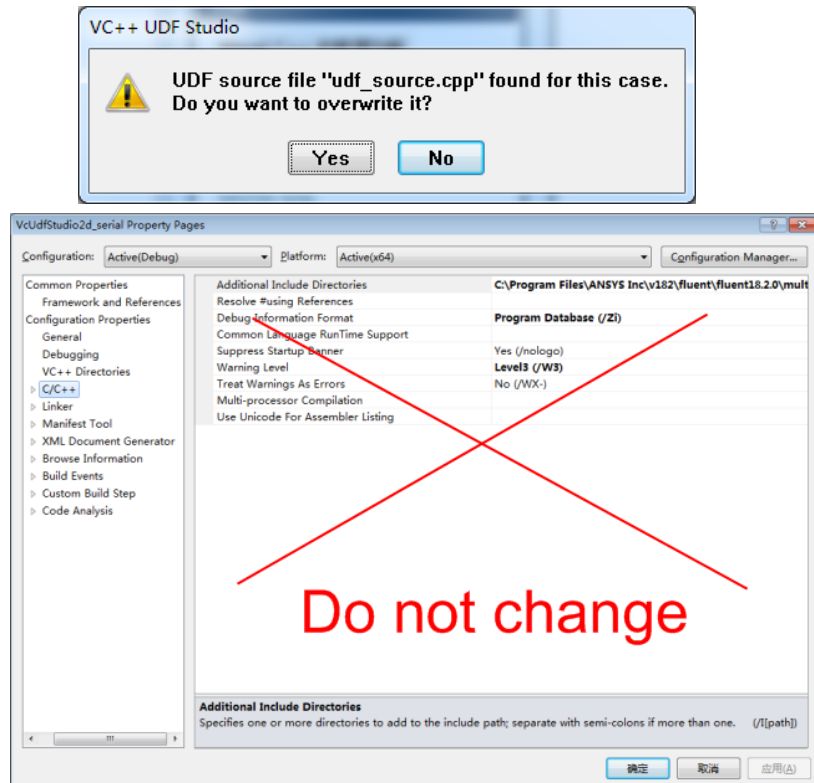 VC++ UDF Studio
UDF source file "udf_source.cpp" found for this case.
Do you want to overwrite it?
Yes
No
VcUdfStudio2d_serial Property Pages
Configuration: Active(Debug) Platform: Active(x64) Configuration Manager...
Common Properties
Framework and References
Configuration Properties
General
Debugging
VC++ Directories
C/C++
Linker
Manifest Tool
XML Document Generator
Browse Information
Build Events
Custom Build Step
Code Analysis
Additional Include Directories C:\Program Files\ANSYS Inc\v182\fluent\fluent18.2.0\mult
Resolve #using References
Debug Information Format Program Database (/Zi)
Common Language RunTime Support
Suppress Startup Banner Yes (/nologo)
Warning Level Level3 (/W3)
Treat Warnings As Errors No (/WX-)
Multi-processor Compilation
Use Unicode For Assembler Listing
Do not change
Additional Include Directories
Specifies one or more directories to add to the include path; separate with semi-colons if more than one. (/I[path])
确定 取消 应用(A)